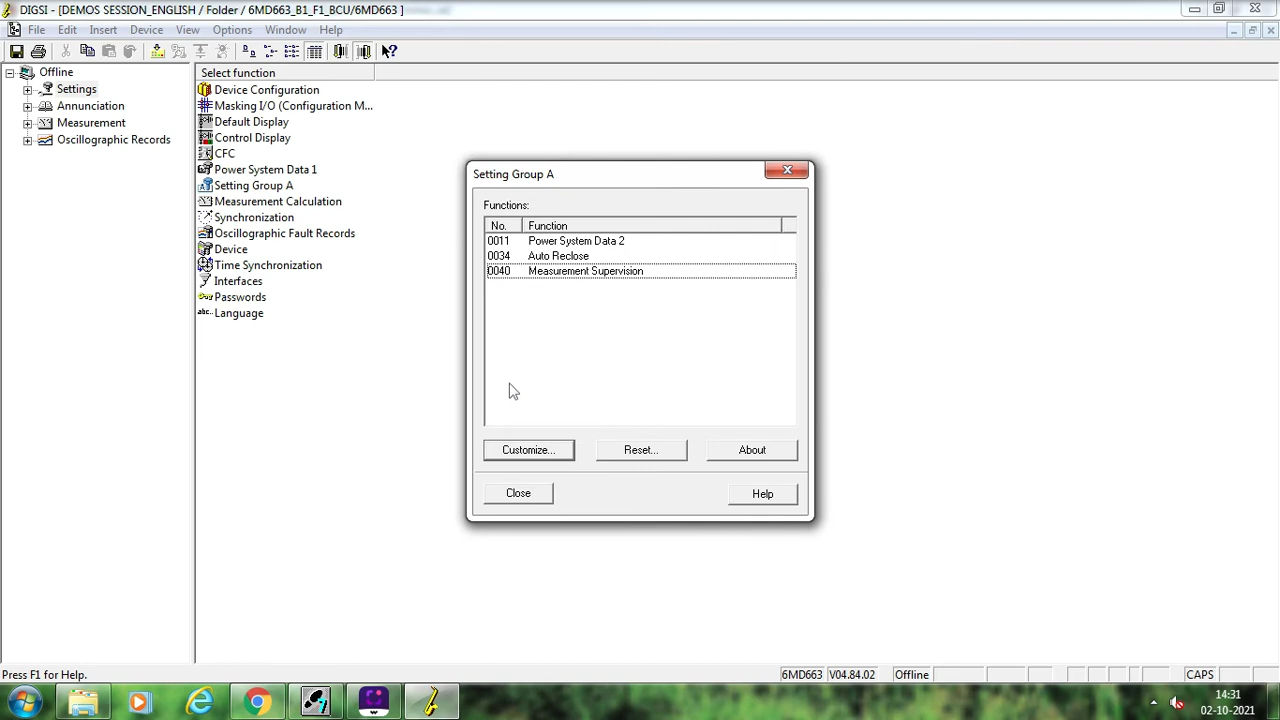 DIGSI - [DEMOS SESSION_ENGLISH / Folder / 6MD663_B1_F1_BCU/6MD663 ]
File Edit Insert Device View Options Window Help
Offline
Settings
Annunciation
Measurement
Oscillographic Records
Select function
Device Configuration
Masking I/O (Configuration M...
Default Display
Control Display
CFC
Power System Data 1
Setting Group A
Measurement Calculation
Synchronization
Oscillographic Fault Records
Device
Time Synchronization
Interfaces
Passwords
abc.. Language
Setting Group A
Functions:
No. Function
0011 Power System Data 2
0034 Auto Reclose
0040 Measurement Supervision
Customize... Reset... About
Close Help
Press F1 for Help. 6MD663 V04.84.02 Offline CAPS
14:31
02-10-2021